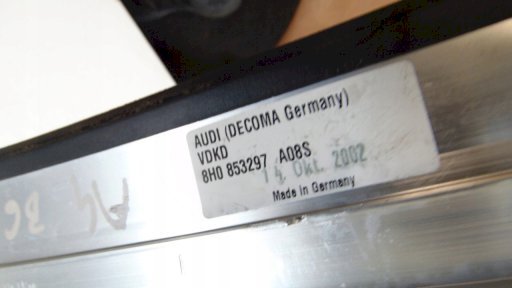 AUDI (DECOMA Germany)
VDKD
8H0 853297 A08S
14. Okt. 2002
Made in Germany